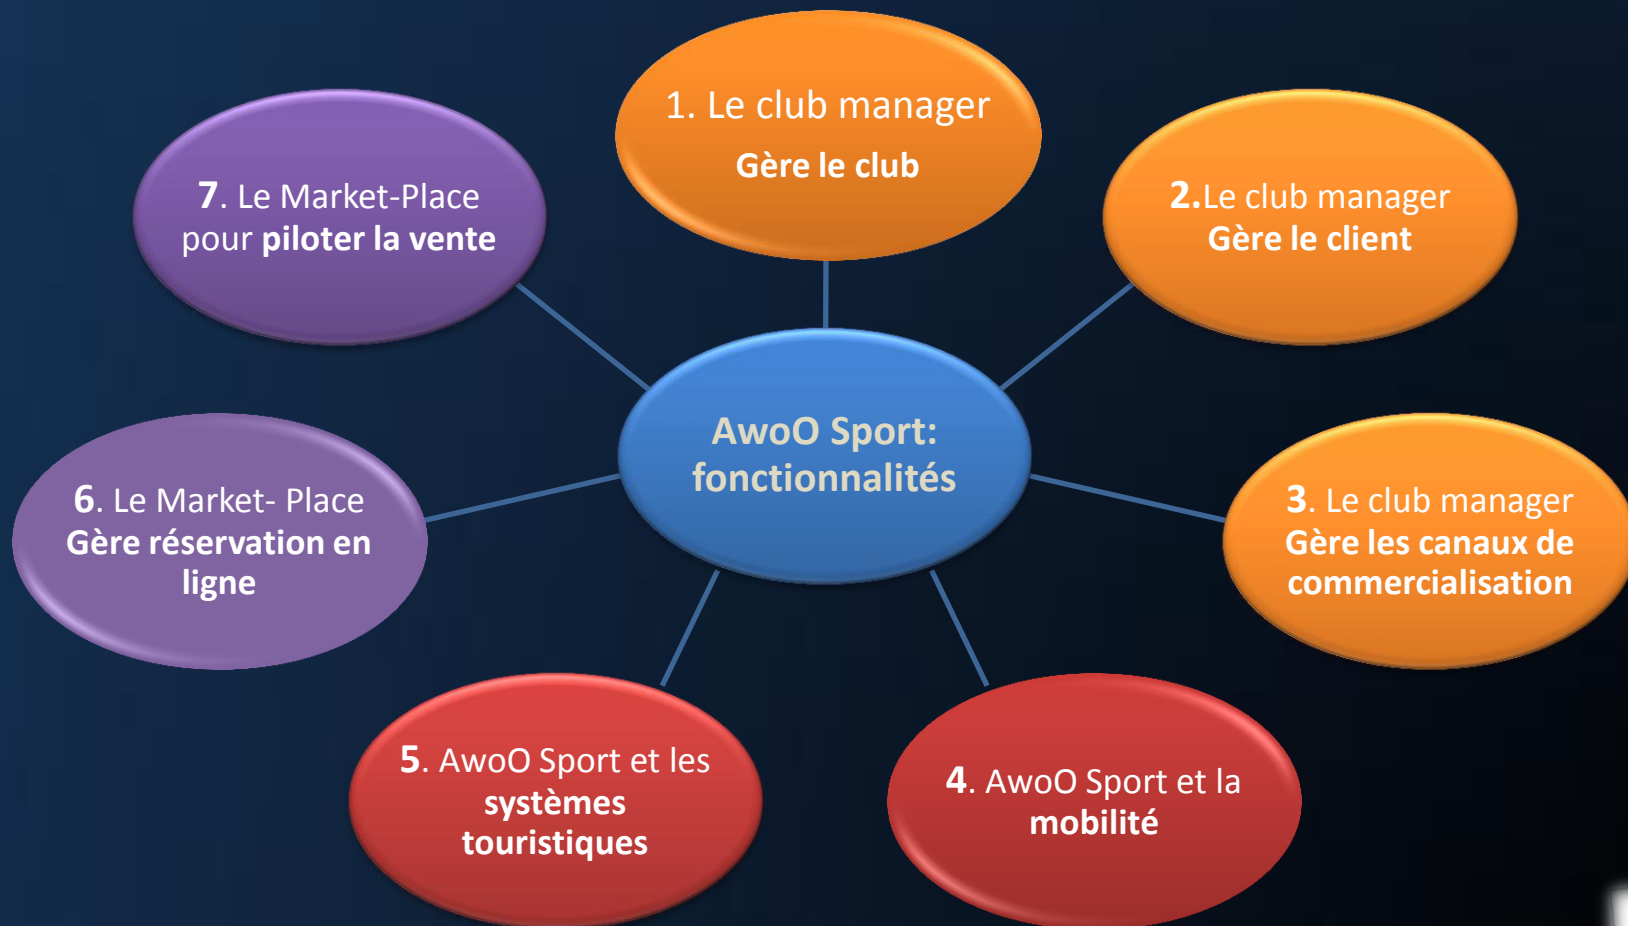 1. Le club manager
Gère le club
2.Le club manager
Gère le client
3. Le club manager
Gère les canaux de
commercialisation
4. AwoO Sport et la
mobilité
5. AwoO Sport et les
systèmes
touristiques
6. Le Market- Place
Gère réservation en
ligne
7. Le Market-Place
pour piloter la vente
AwoO Sport:
fonctionnalités